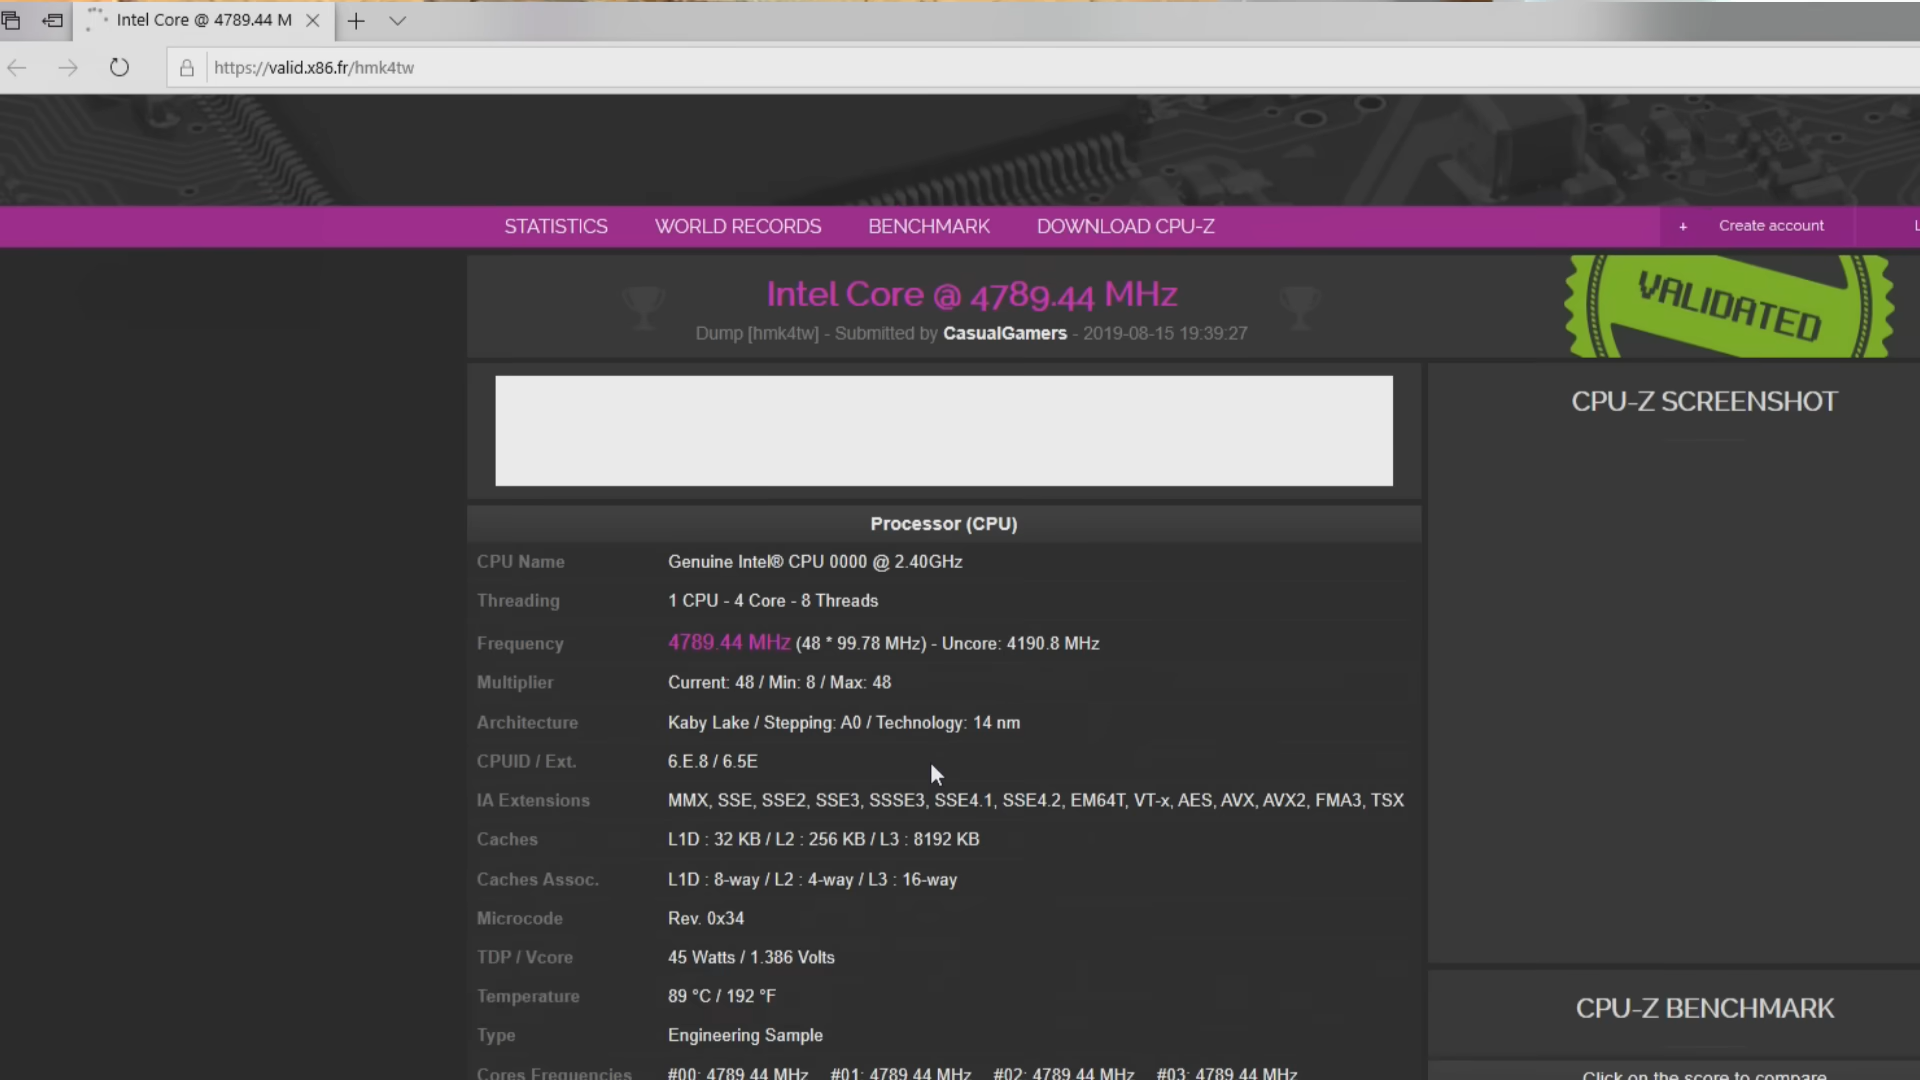 Intel Core @ 4789.44 M
https://valid.x86.fr/hmk4tw
STATISTICS WORLD RECORDS BENCHMARK DOWNLOAD CPU-Z + Create account
Intel Core @ 4789.44 MHz
Dump [hmk4tw] - Submitted by CasualGamers - 2019-08-15 19:39:27
VALIDATED
CPU-Z SCREENSHOT
Processor (CPU)
CPU Name Genuine Intel® CPU 0000 @ 2.40GHz
Threading 1 CPU - 4 Core - 8 Threads
Frequency 4789.44 MHz (48 * 99.78 MHz) - Uncore: 4190.8 MHz
Multiplier Current: 48 / Min: 8 / Max: 48
Architecture Kaby Lake / Stepping: A0 / Technology: 14 nm
CPUID / Ext. 6.E.8 / 6.5E
IA Extensions MMX, SSE, SSE2, SSE3, SSSE3, SSE4.1, SSE4.2, EM64T, VT-x, AES, AVX, AVX2, FMA3, TSX
Caches L1D : 32 KB / L2 : 256 KB / L3 : 8192 KB
Caches Assoc. L1D : 8-way / L2 : 4-way / L3 : 16-way
Microcode Rev. 0x34
TDP / Vcore 45 Watts / 1.386 Volts
Temperature 89 °C / 192 °F
Type Engineering Sample
Cores Frequencies #00: 4789.44 MHz #01: 4789.44 MHz #02: 4789.44 MHz #03: 4789.44 MHz
CPU-Z BENCHMARK
Click on the score to compare